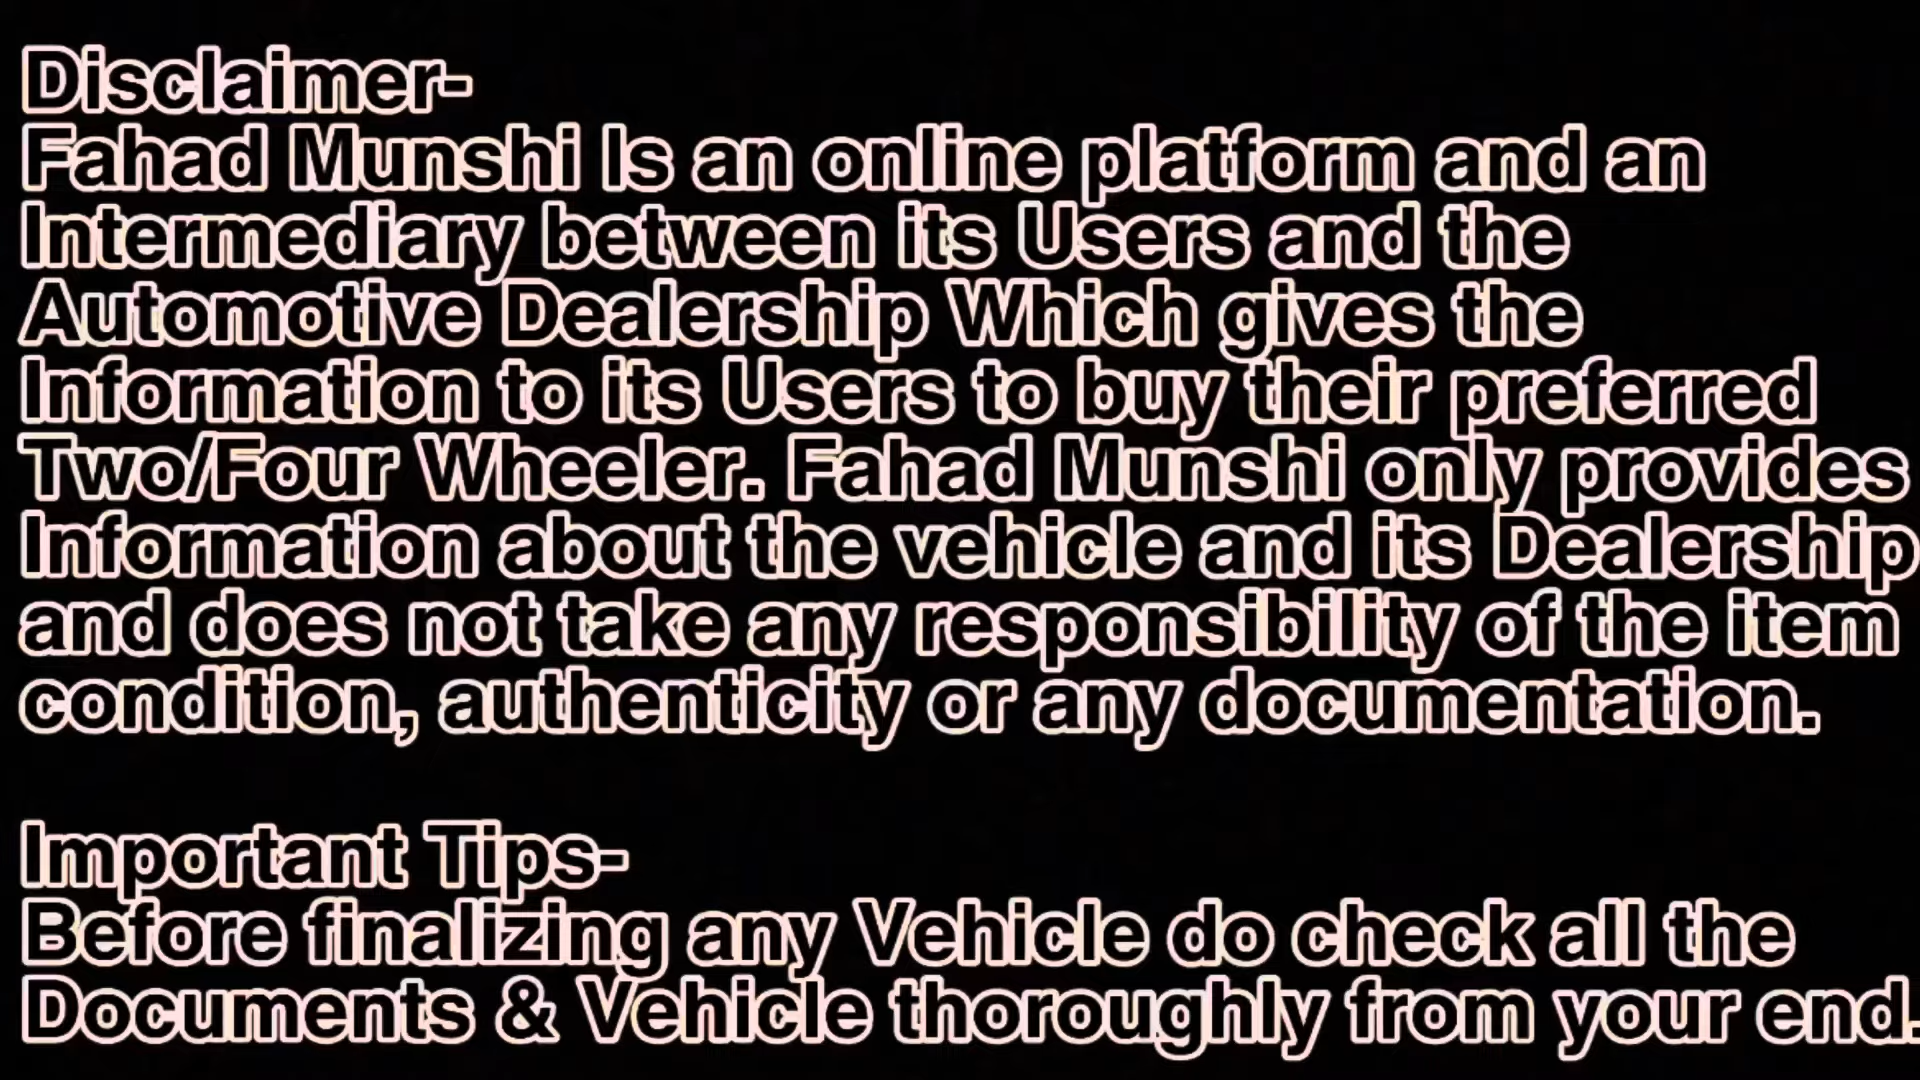 Disclaimer-
Fahad Munshi Is an online platform and an
Intermediary between its Users and the
Automotive Dealership Which gives the
Information to its Users to buy their preferred
Two/Four Wheeler. Fahad Munshi only provides
Information about the vehicle and its Dealership
and does not take any responsibility of the item
condition, authenticity or any documentation.
Important Tips-
Before finalizing any Vehicle do check all the
Documents & Vehicle thoroughly from your end.